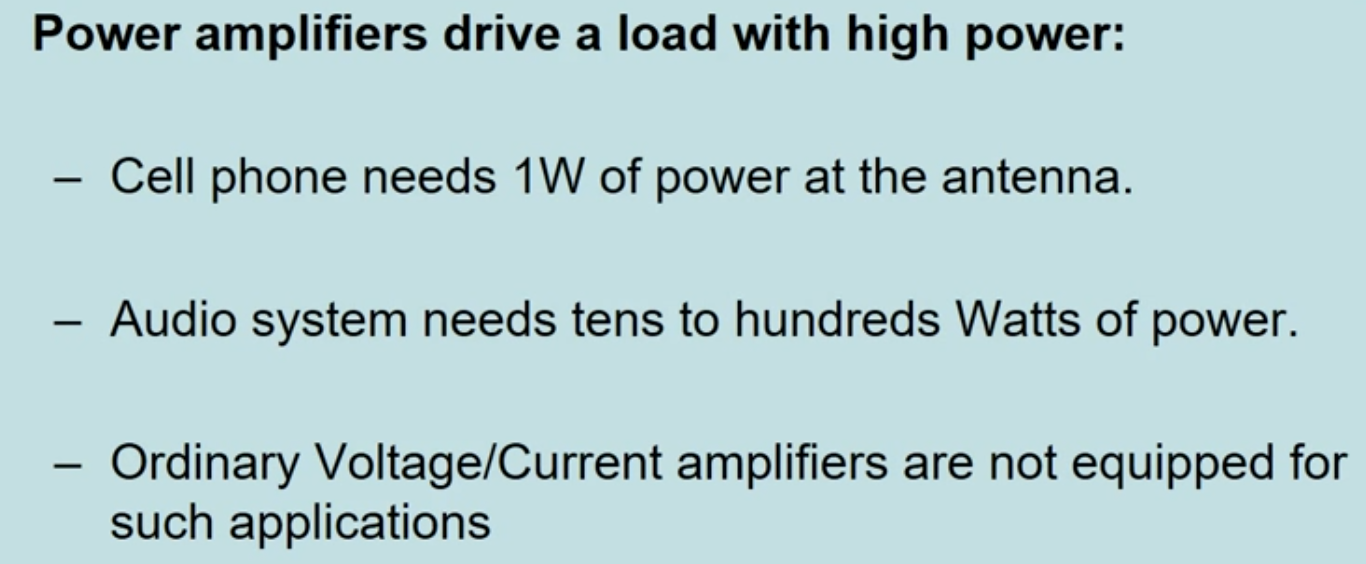 Power amplifiers drive a load with high power:
– Cell phone needs 1W of power at the antenna.
– Audio system needs tens to hundreds Watts of power.
– Ordinary Voltage/Current amplifiers are not equipped for
such applications